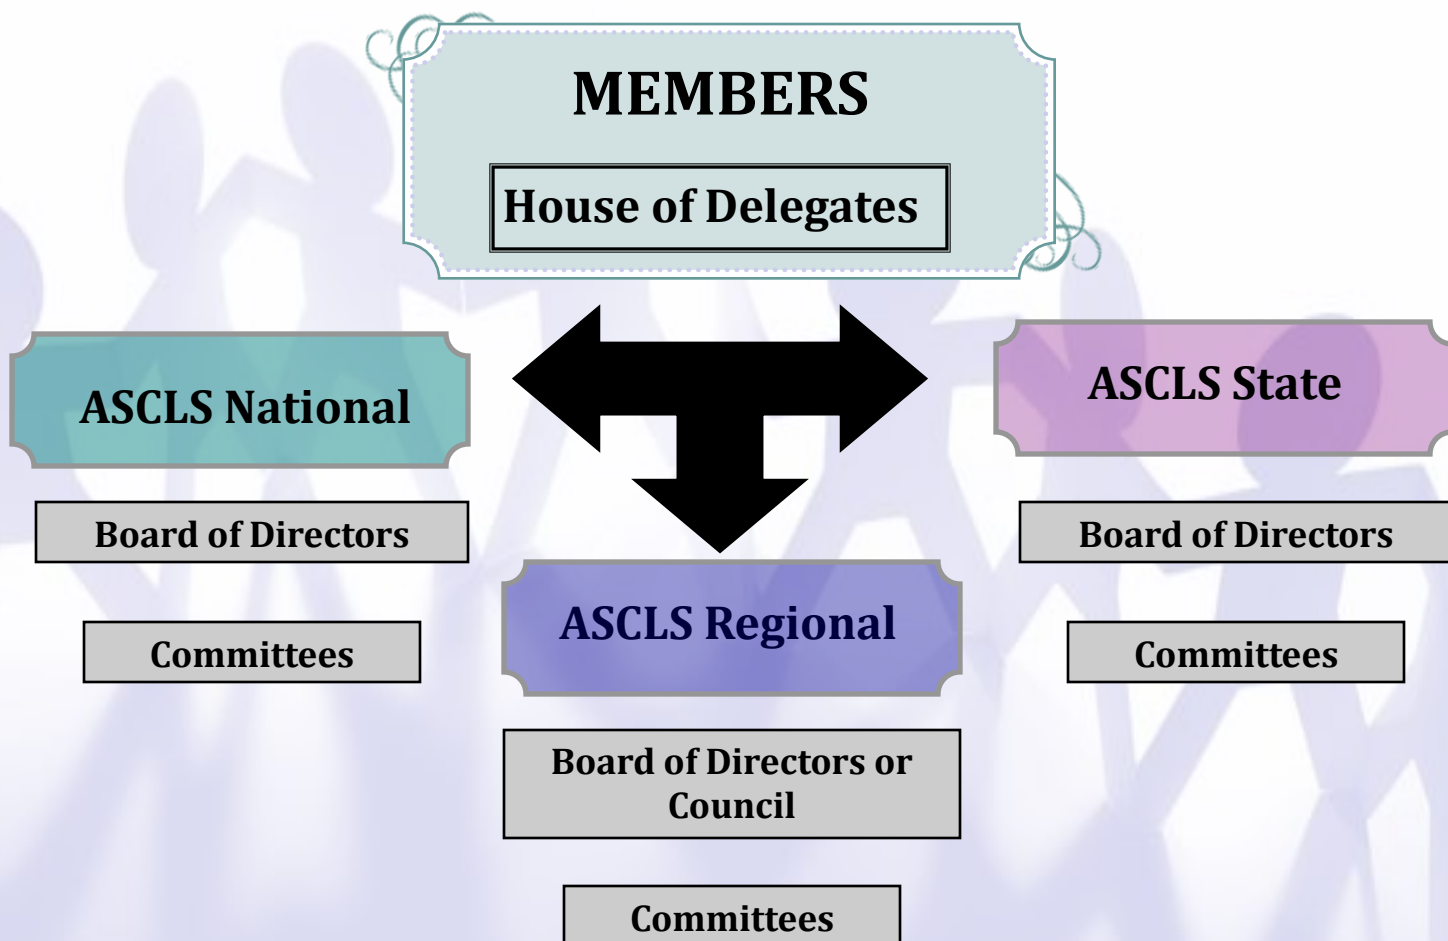 MEMBERS
House of Delegates
ASCLS National
Board of Directors
Committees
ASCLS Regional
Board of Directors or
Council
Committees
ASCLS State
Board of Directors
Committees